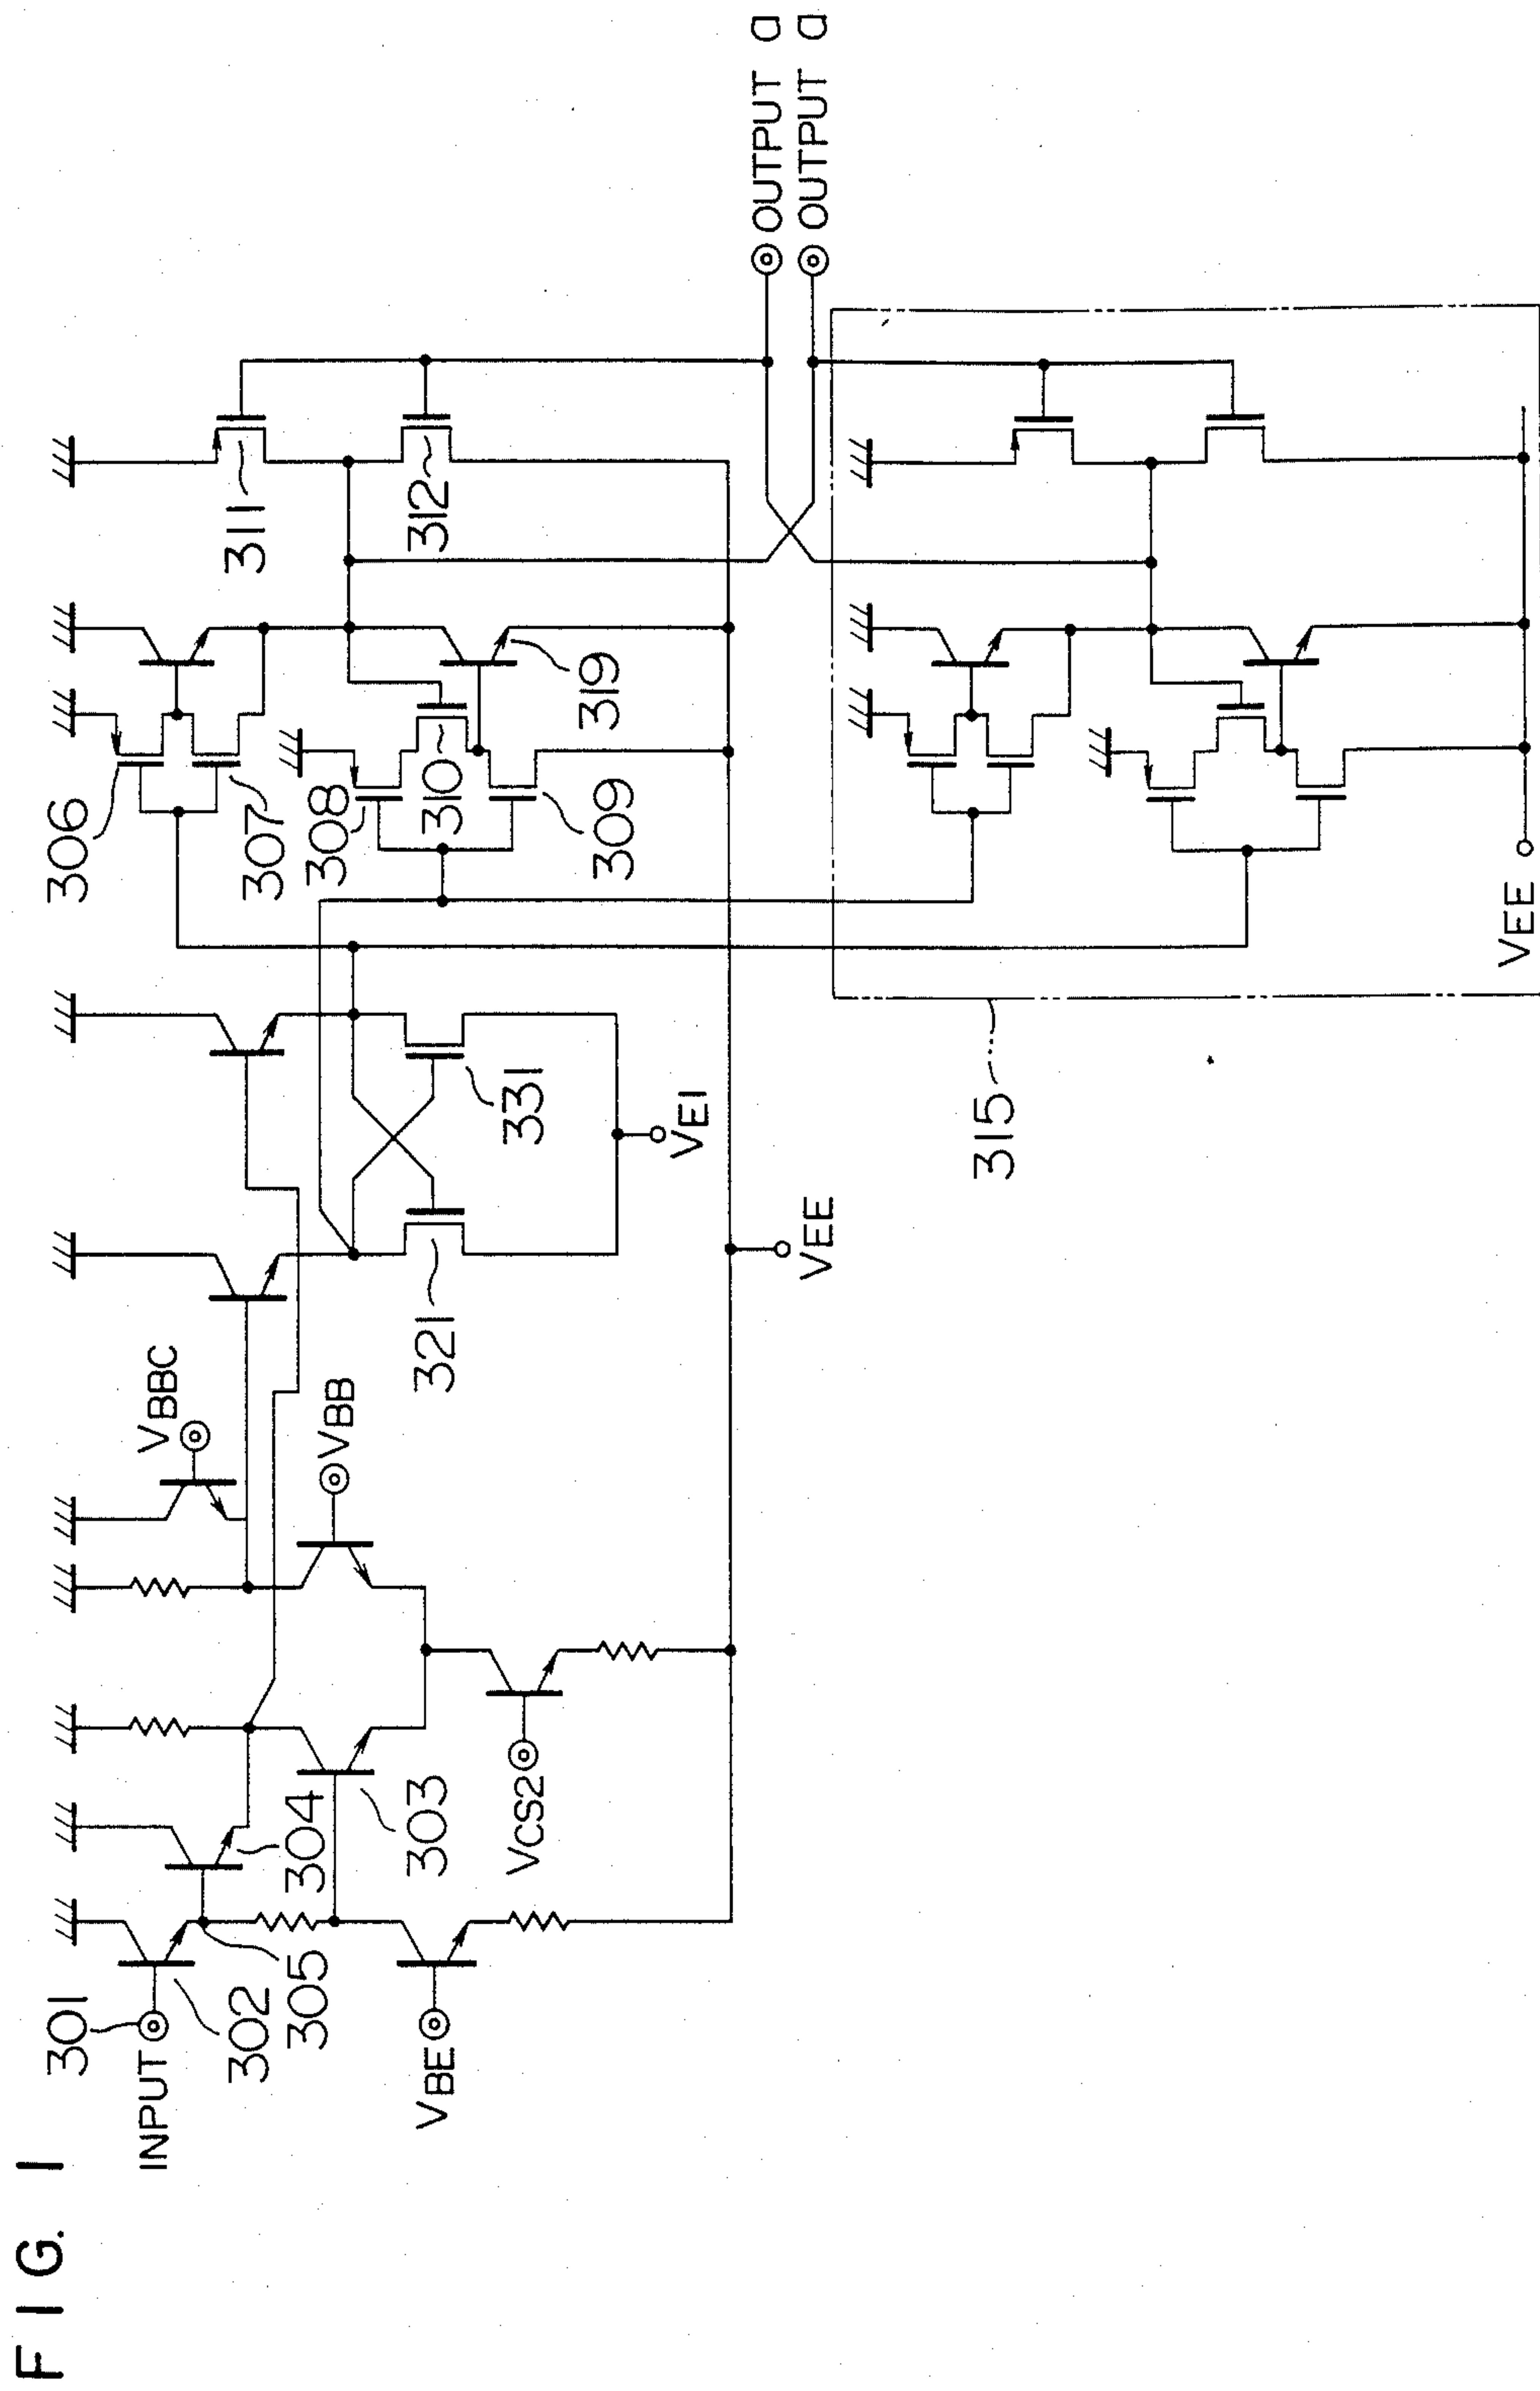 FIG. 1
INPUT
301
302
305
304
303
VBE
VCS2
VBB
VBBC
321
331
VE1
VEE
306
307
308
310
309
319
311
312
OUTPUT a
OUTPUT a
315
VEE